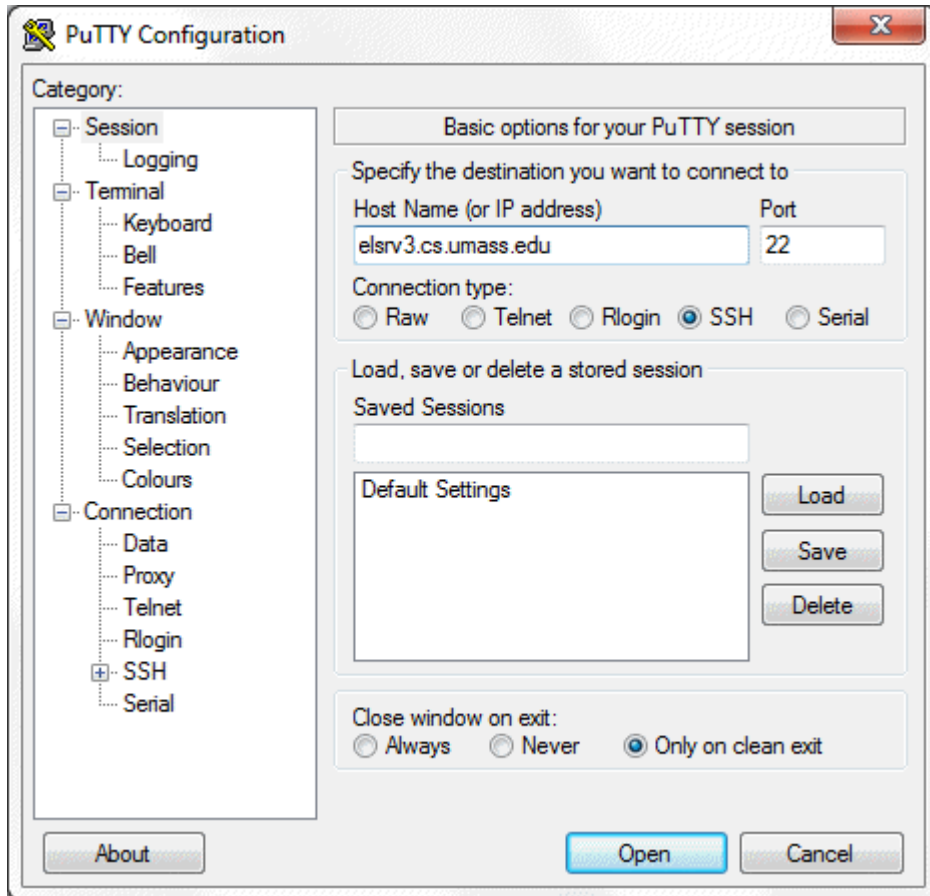 PuTTY Configuration
Category:
Session
Logging
Terminal
Keyboard
Bell
Features
Window
Appearance
Behaviour
Translation
Selection
Colours
Connection
Data
Proxy
Telnet
Rlogin
SSH
Serial
Basic options for your PuTTY session
Specify the destination you want to connect to
Host Name (or IP address) Port
elsrv3.cs.umass.edu 22
Connection type:
Raw Telnet Rlogin SSH Serial
Load, save or delete a stored session
Saved Sessions
Default Settings
Load
Save
Delete
Close window on exit:
Always Never Only on clean exit
About Open Cancel